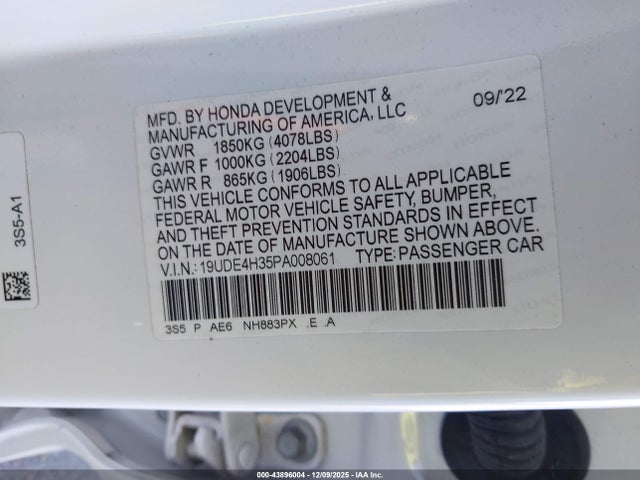 MFD. BY HONDA DEVELOPMENT &
MANUFACTURING OF AMERICA, LLC
09/'22
GVWR 1850KG (4078LBS)
GAWR F 1000KG (2204LBS)
GAWR R 865KG (1906LBS)
THIS VEHICLE CONFORMS TO ALL APPLICABLE
FEDERAL MOTOR VEHICLE SAFETY, BUMPER,
AND THEFT PREVENTION STANDARDS IN EFFECT
ON THE DATE OF MANUFACTURE SHOWN ABOVE.
V.I.N.: 19UDE4H35PA008061 TYPE: PASSENGER CAR
3S5 P AE6 NH883PX .E .A
3S5-A1
000-43896004 - 12/09/2025 - IAA Inc.